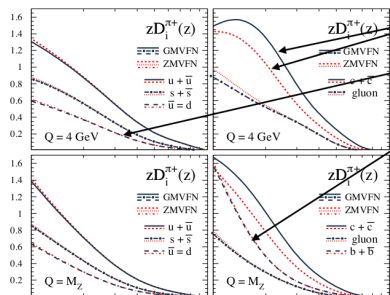 1.6
1.4
1.2
1
0.8
0.6
0.4
0.2
zD_i^{π+}(z)
GMVFN
ZMVFN
u + u̅
s + s̅
u̅ = d
Q = 4 GeV
zD_i^{π+}(z)
GMVFN
ZMVFN
c + c̅
gluon
Q = 4 GeV
1.6
1.4
1.2
1
0.8
0.6
0.4
0.2
zD_i^{π+}(z)
GMVFN
ZMVFN
u + u̅
s + s̅
u̅ = d
Q = M_Z
zD_i^{π+}(z)
GMVFN
ZMVFN
c + c̅
gluon
b + b̅
Q = M_Z